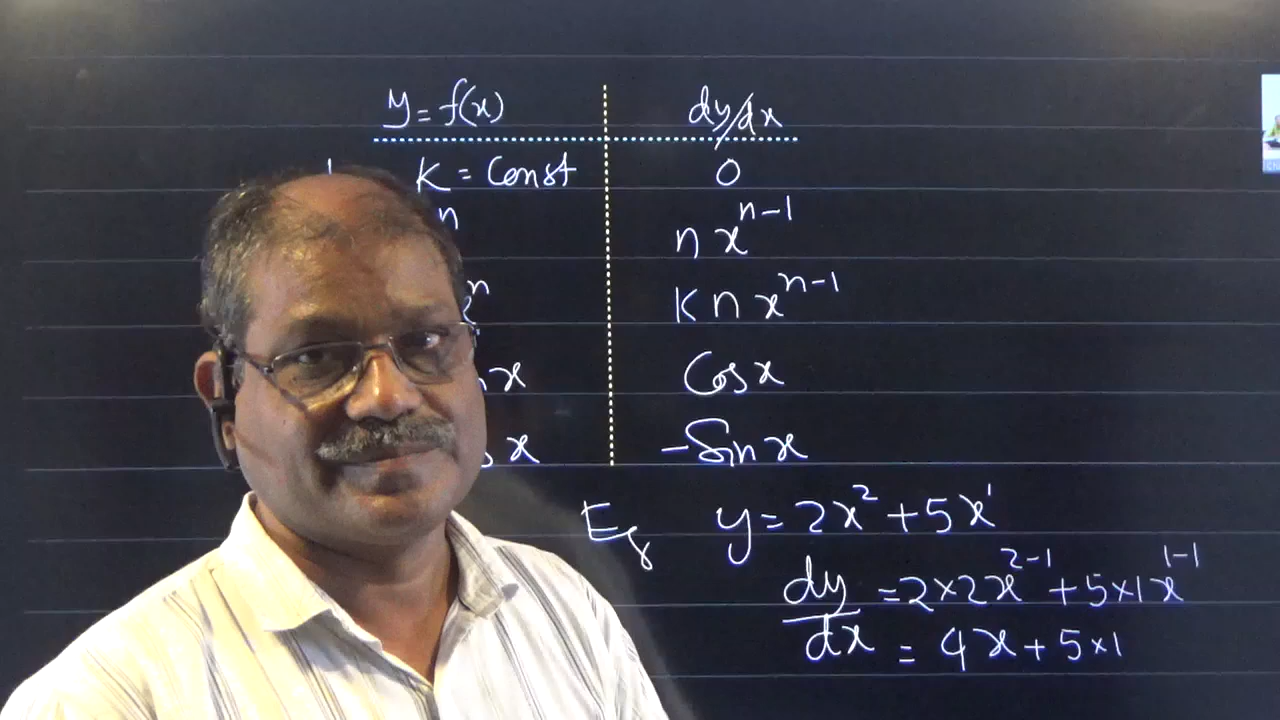 y = f(x) dy/dx
K = Const 0
n n x^{n-1}
n K n x^{n-1}
x Cos x
x -Sin x
Eg y = 2x^2 + 5x^1
dy/dx = 2×2x^{2-1} + 5×1x^{1-1}
= 4x + 5×1